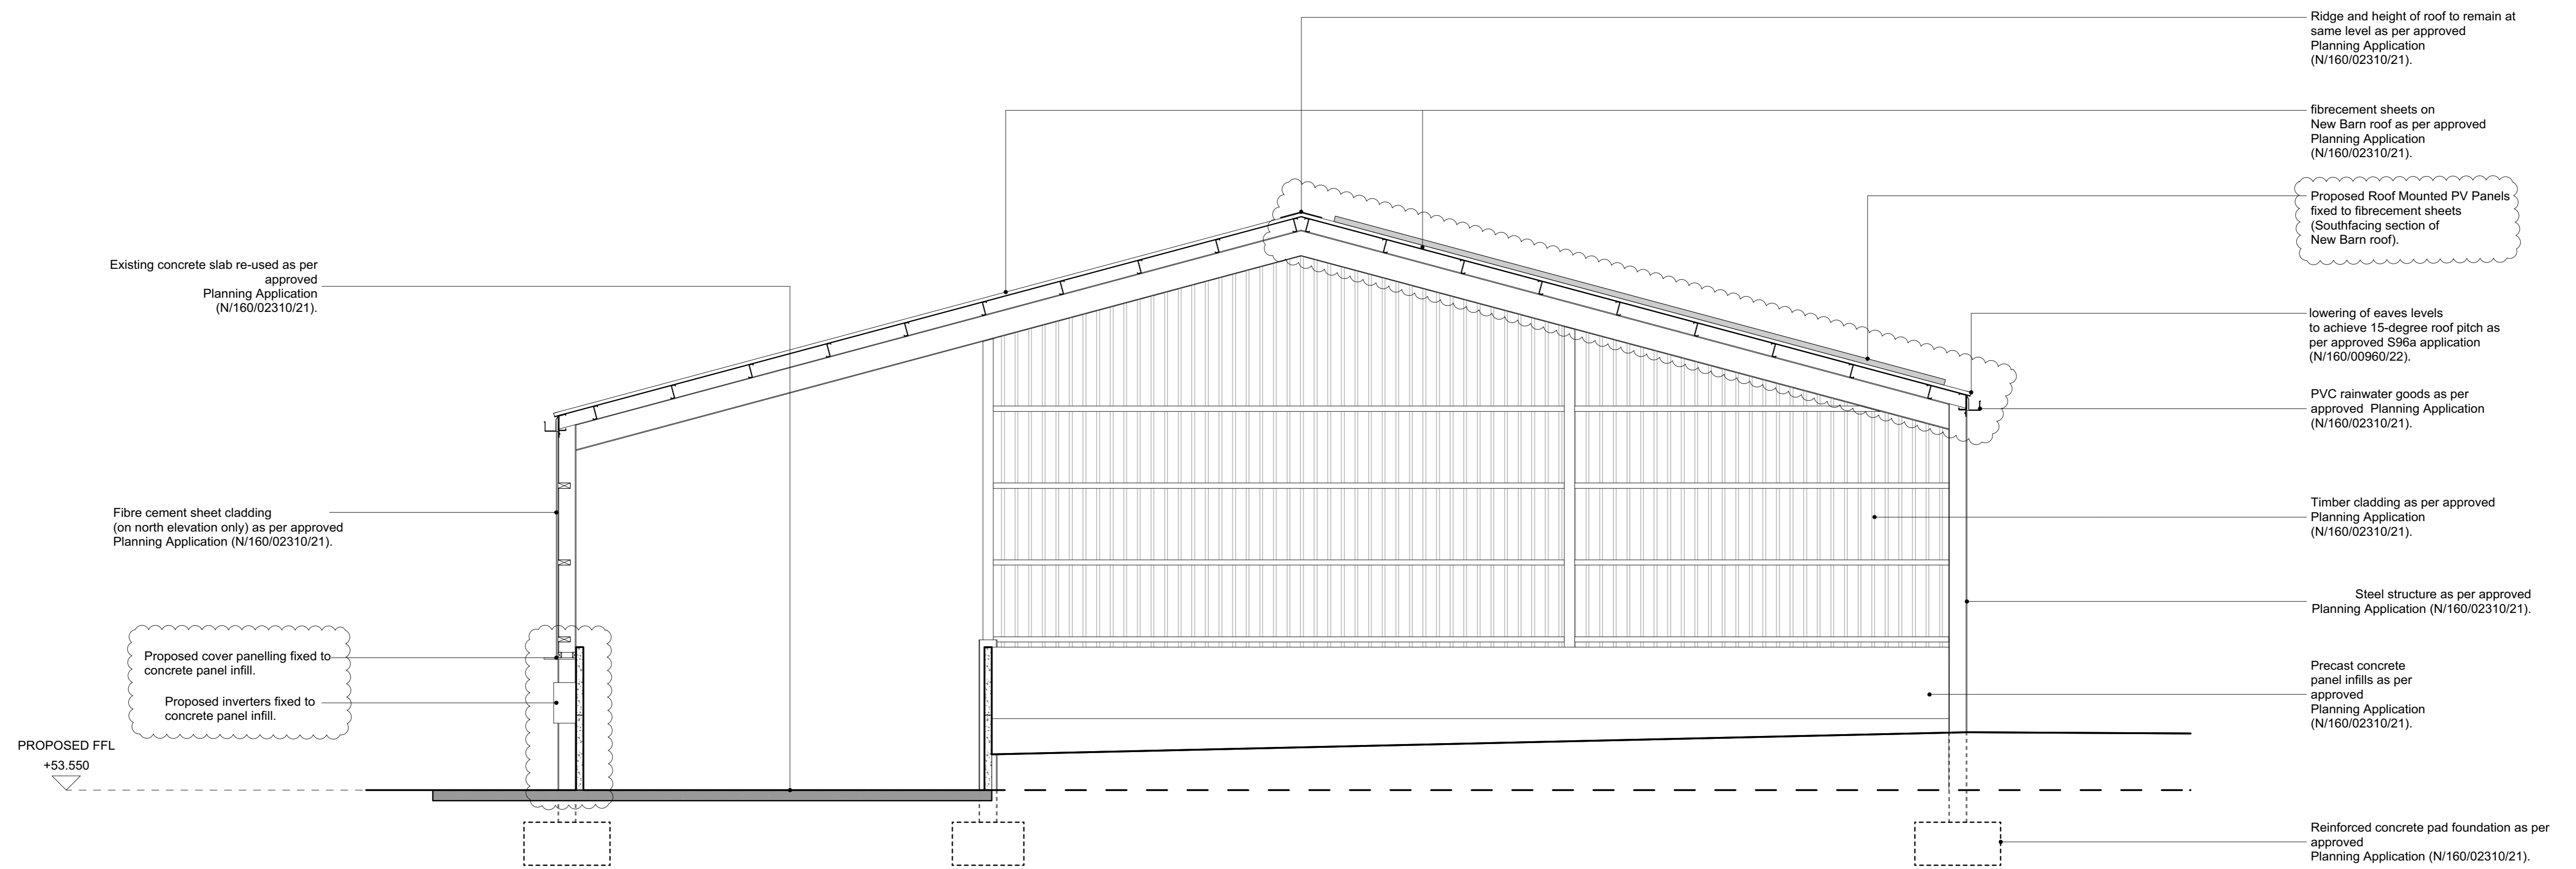 Ridge and height of roof to remain at
same level as per approved
Planning Application
(N/160/02310/21).
fibrecement sheets on
New Barn roof as per approved
Planning Application
(N/160/02310/21).
Proposed Roof Mounted PV Panels
fixed to fibrecement sheets
(Southfacing section of
New Barn roof).
Existing concrete slab re-used as per
approved
Planning Application
(N/160/02310/21).
lowering of eaves levels
to achieve 15-degree roof pitch as
per approved S96a application
(N/160/00960/22).
PVC rainwater goods as per
approved Planning Application
(N/160/02310/21).
Fibre cement sheet cladding
(on north elevation only) as per approved
Planning Application (N/160/02310/21).
Timber cladding as per approved
Planning Application
(N/160/02310/21).
Steel structure as per approved
Planning Application (N/160/02310/21).
Proposed cover panelling fixed to
concrete panel infill.
Proposed inverters fixed to
concrete panel infill.
Precast concrete
panel infills as per
approved
Planning Application
(N/160/02310/21).
PROPOSED FFL
+53.550
Reinforced concrete pad foundation as per
approved
Planning Application (N/160/02310/21).